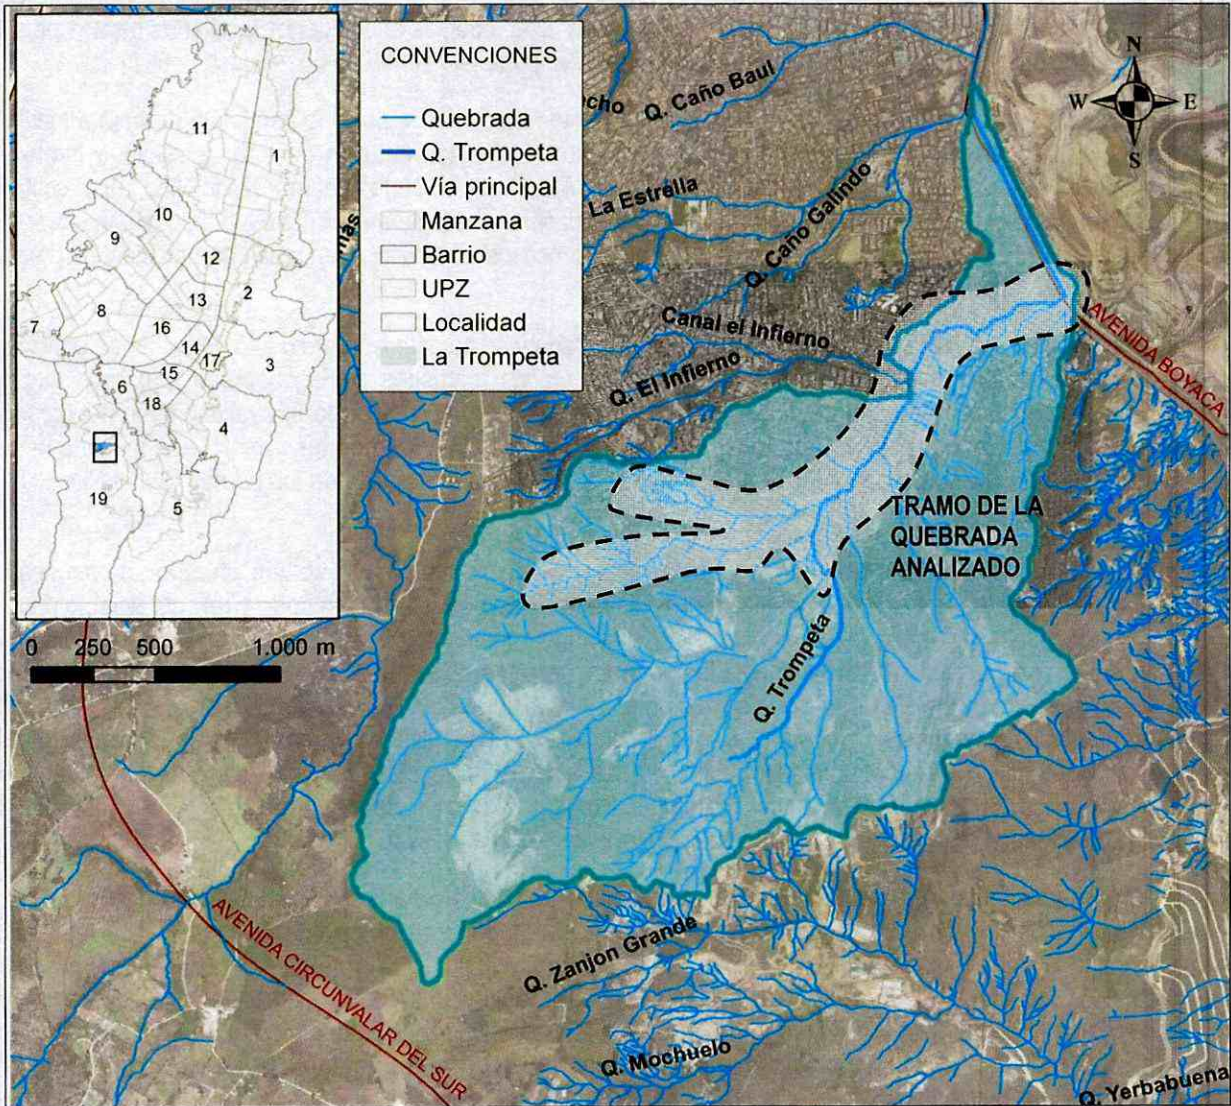 CONVENCIONES
Quebrada
Q. Trompeta
Vía principal
Manzana
Barrio
UPZ
Localidad
La Trompeta
11
1
10
9
12
2
13
8
7
16
14
17
3
15
6
18
4
19
5
0 250 500 1.000 m
N
W E
S
Q. Caño Baul
La Estrella
Q. Caño Galindo
Canal el Infierno
Q. El Infierno
AVENIDA BOYACA
TRAMO DE LA
QUEBRADA
ANALIZADO
Q. Trompeta
AVENIDA CIRCUNVALAR DEL SUR
Q. Zanjon Grande
Q. Mochuelo
Q. Yerbabuena